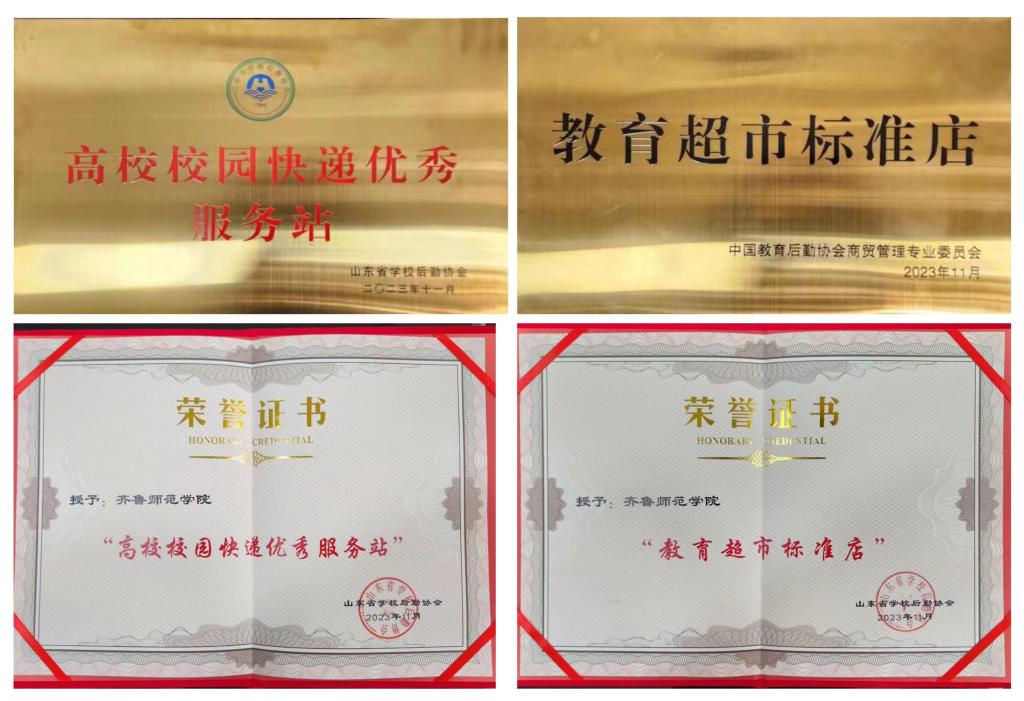 高校校园快递优秀
服务站
山东省学校后勤协会
二〇二三年十一月
教育超市标准店
中国教育后勤协会商贸管理专业委员会
2023年11月
荣誉证书
HONORARY CREDENTIAL
授予：齐鲁师范学院
“高校校园快递优秀服务站”
山东省学校后勤协会
2023年11月
荣誉证书
HONORARY CREDENTIAL
授予：齐鲁师范学院
“教育超市标准店”
山东省学校后勤协会
2023年11月